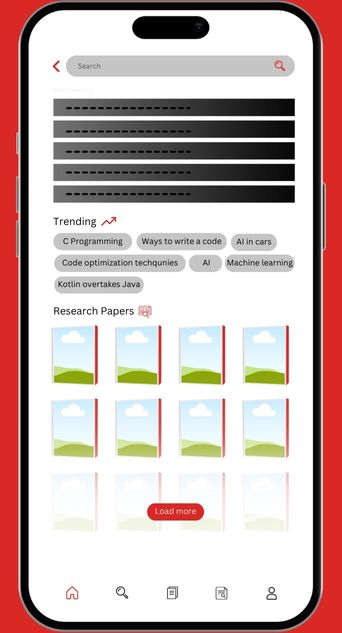 Search
Trending
C Programming
Ways to write a code
AI in cars
Code optimization techqunies
AI
Machine learning
Kotlin overtakes Java
Research Papers
Load more